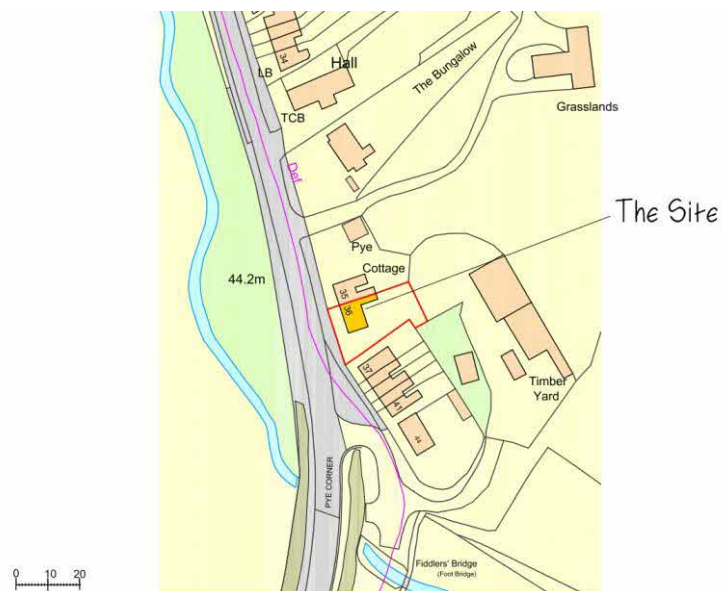 34
Hall
LB
The Bungalow
TCB
Grasslands
Def
The Site
Pye
Cottage
44.2m
35
36
37
41
44
Timber
Yard
PYE CORNER
Fiddlers' Bridge
(Foot Bridge)
0 10 20